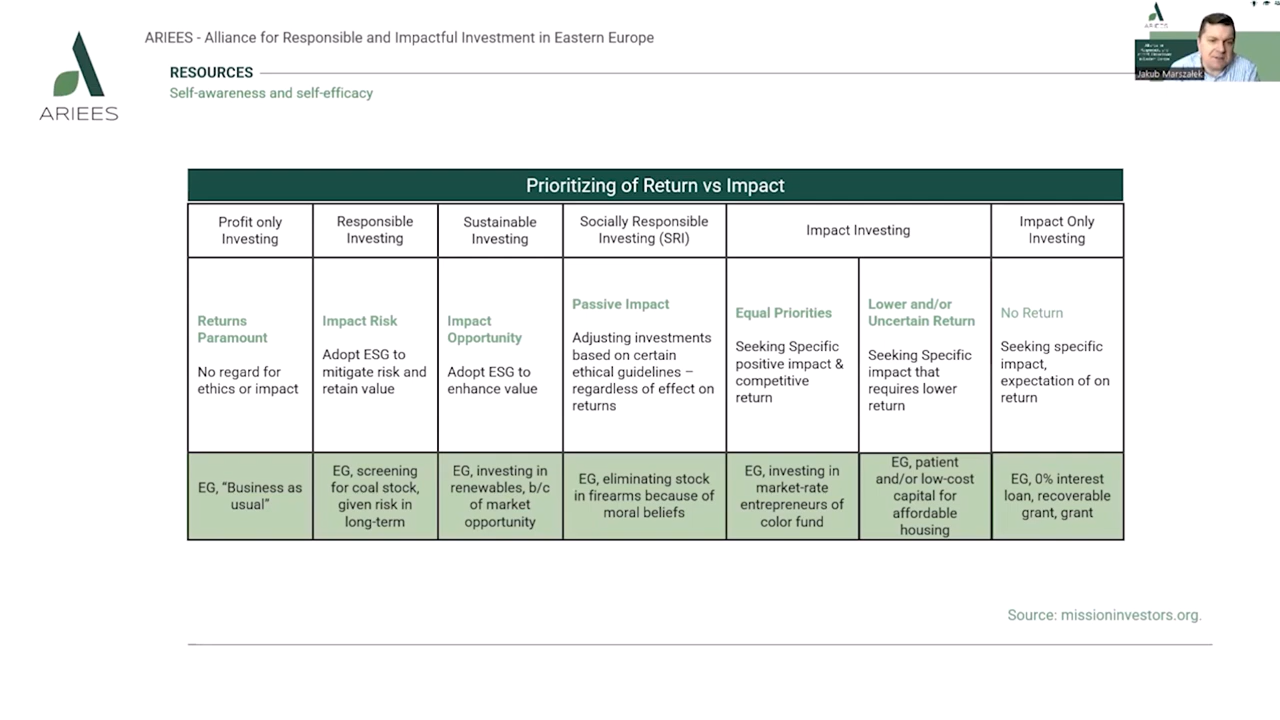 ARIEES - Alliance for Responsible and Impactful Investment in Eastern Europe
RESOURCES
Self-awareness and self-efficacy
ARIEES
ARIEES
Jakub Marszałek
Prioritizing of Return vs Impact
Profit only
Investing
Responsible
Investing
Sustainable
Investing
Socially Responsible
Investing (SRI)
Impact Investing
Impact Only
Investing
Returns
Paramount
No regard for
ethics or impact
Impact Risk
Adopt ESG to
mitigate risk and
retain value
Impact
Opportunity
Adopt ESG to
enhance value
Passive Impact
Adjusting investments
based on certain
ethical guidelines –
regardless of effect on
returns
Equal Priorities
Seeking Specific
positive impact &
competitive
return
Lower and/or
Uncertain Return
Seeking Specific
impact that
requires lower
return
No Return
Seeking specific
impact,
expectation of on
return
EG, “Business as
usual”
EG, screening
for coal stock,
given risk in
long-term
EG, investing in
renewables, b/c
of market
opportunity
EG, eliminating stock
in firearms because of
moral beliefs
EG, investing in
market-rate
entrepreneurs of
color fund
EG, patient
and/or low-cost
capital for
affordable
housing
EG, 0% interest
loan, recoverable
grant, grant
Source: missioninvestors.org.